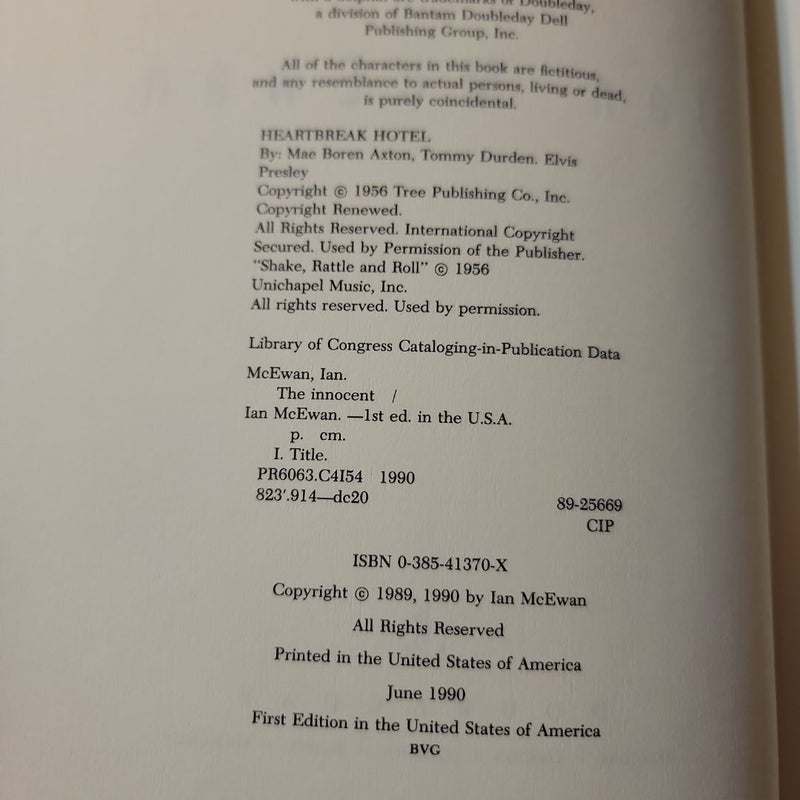 with a dolphin are trademarks of Doubleday,
a division of Bantam Doubleday Dell
Publishing Group, Inc.
All of the characters in this book are fictitious,
and any resemblance to actual persons, living or dead,
is purely coincidental.
HEARTBREAK HOTEL
By: Mae Boren Axton, Tommy Durden. Elvis
Presley
Copyright © 1956 Tree Publishing Co., Inc.
Copyright Renewed.
All Rights Reserved. International Copyright
Secured. Used by Permission of the Publisher.
"Shake, Rattle and Roll" © 1956
Unichapel Music, Inc.
All rights reserved. Used by permission.
Library of Congress Cataloging-in-Publication Data
McEwan, Ian.
The innocent /
Ian McEwan. —1st ed. in the U.S.A.
p. cm.
I. Title.
PR6063.C4I54 1990
823'.914—dc20
89-25669
CIP
ISBN 0-385-41370-X
Copyright © 1989, 1990 by Ian McEwan
All Rights Reserved
Printed in the United States of America
June 1990
First Edition in the United States of America
BVG